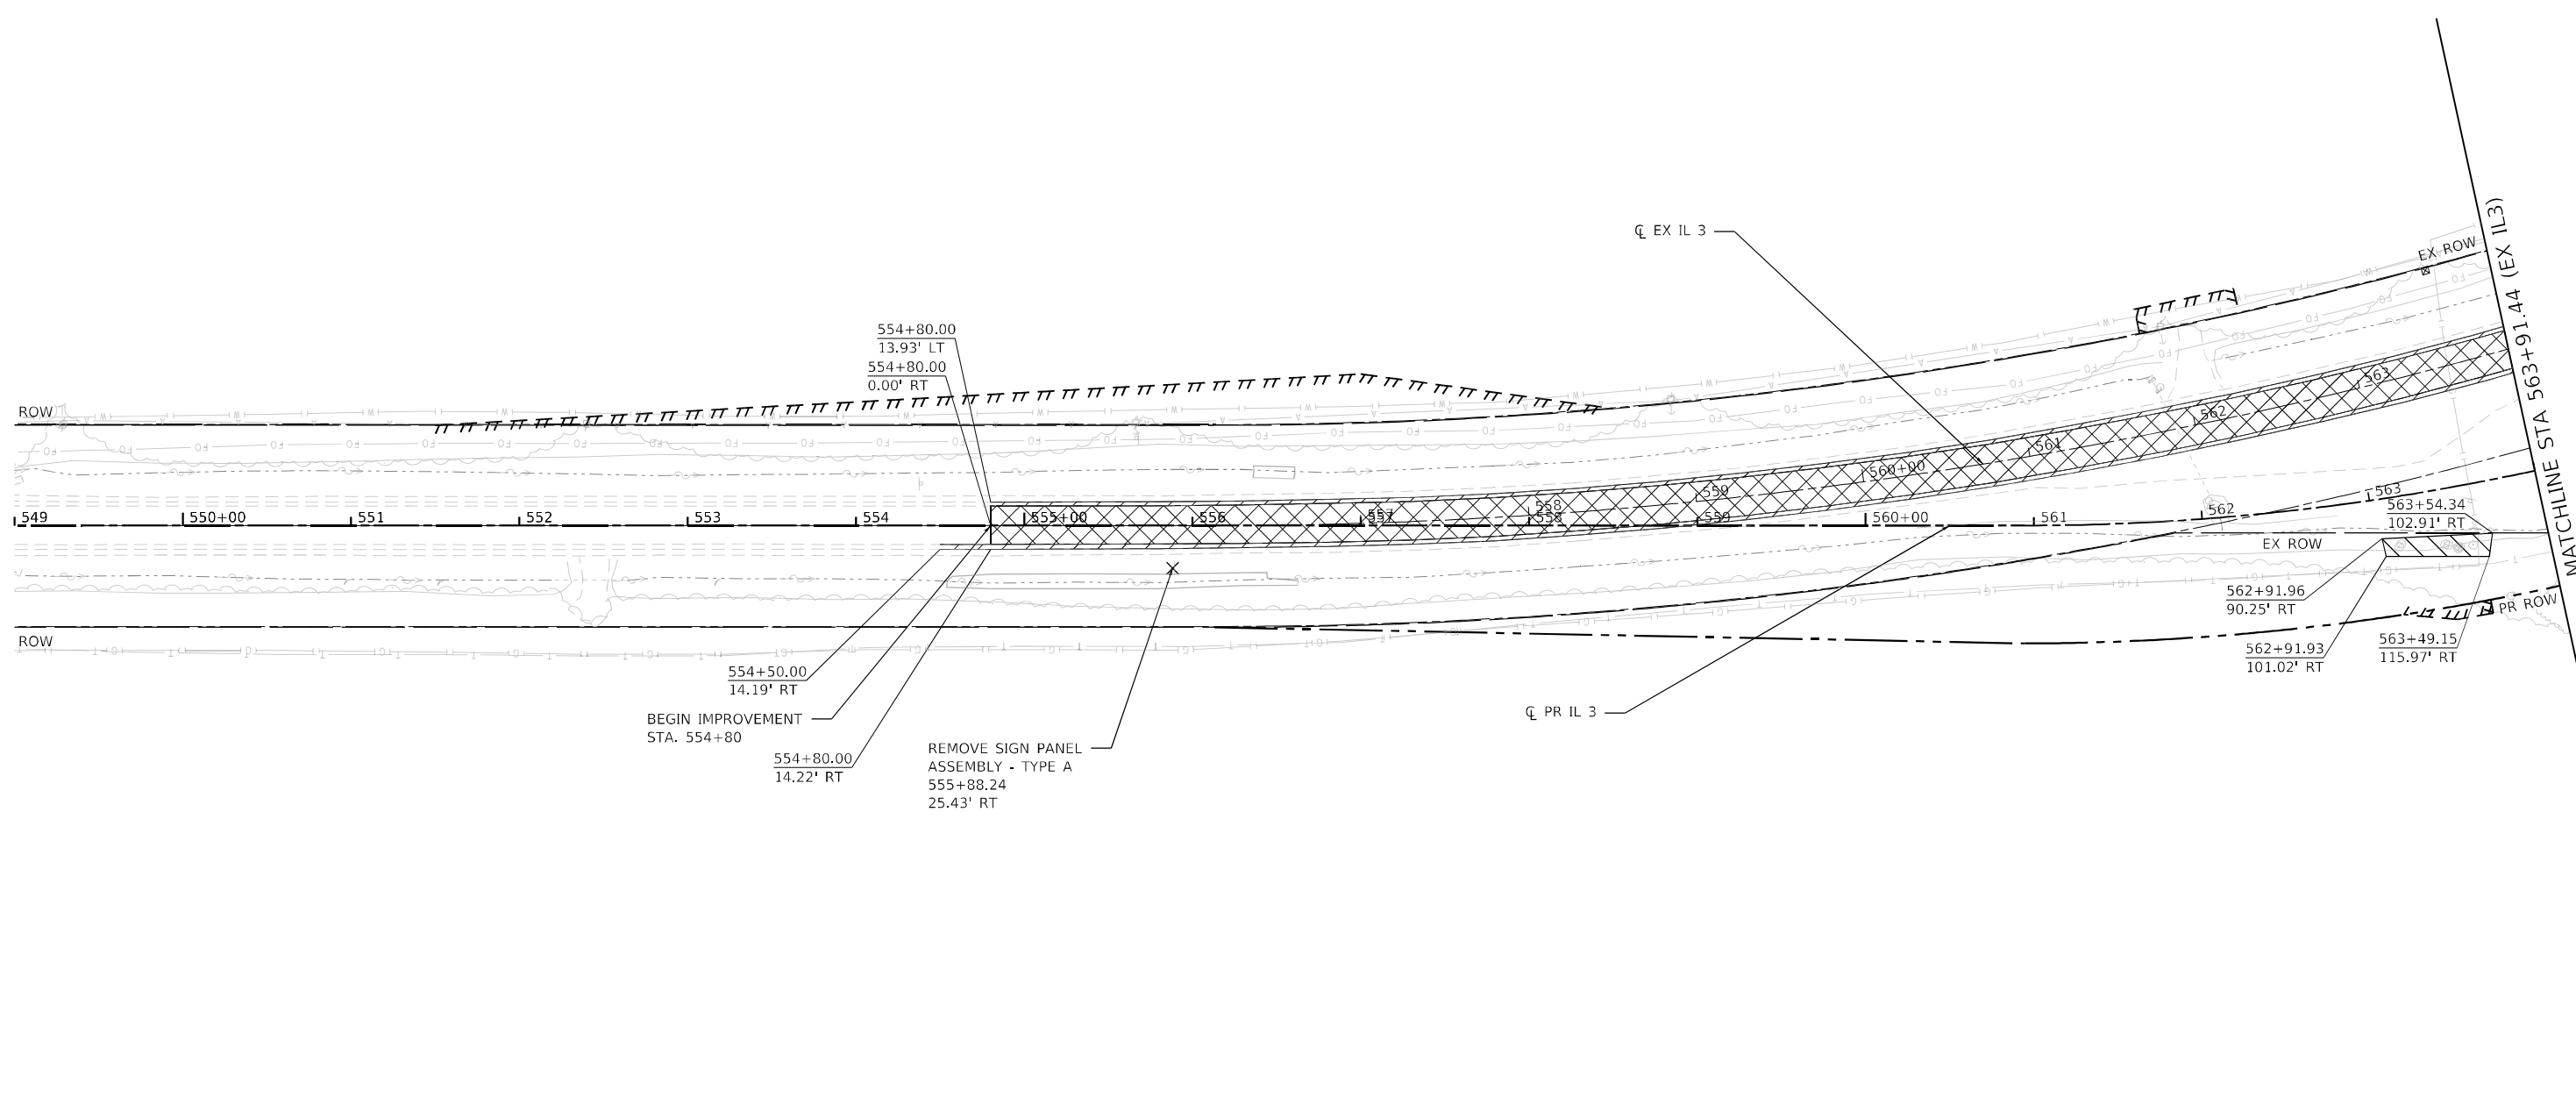 ℄ EX IL 3
EX ROW
MATCHLINE STA 563+91.44 (EX IL3)
554+80.00
13.93' LT
554+80.00
0.00' RT
ROW
563
562
561
560+00
559
558
557
549
550+00
551
552
553
554
555+00
556
557
558
559
560+00
561
562
563
563+54.34
102.91' RT
EX ROW
562+91.96
90.25' RT
PR ROW
ROW
563+49.15
115.97' RT
562+91.93
101.02' RT
554+50.00
14.19' RT
℄ PR IL 3
BEGIN IMPROVEMENT
STA. 554+80
554+80.00
14.22' RT
REMOVE SIGN PANEL
ASSEMBLY - TYPE A
555+88.24
25.43' RT